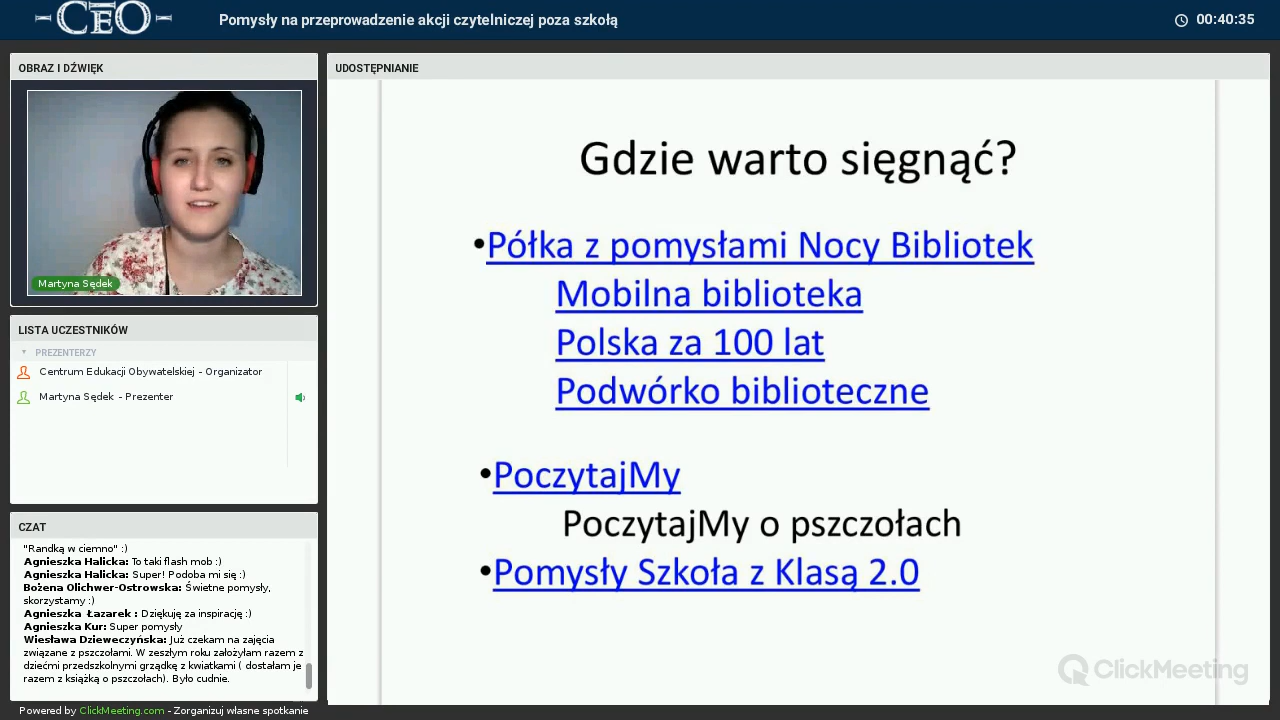 CEO
Pomysły na przeprowadzenie akcji czytelniczej poza szkołą
00:40:35
OBRAZ I DŹWIĘK
Martyna Sędek
LISTA UCZESTNIKÓW
PREZENTERZY
Centrum Edukacji Obywatelskiej - Organizator
Martyna Sędek - Prezenter
CZAT
"Randką w ciemno" :)
Agnieszka Halicka: To taki flash mob :)
Agnieszka Halicka: Super! Podoba mi się :)
Bożena Olichwer-Ostrowska: Świetne pomysły,
skorzystamy :)
Agnieszka Łazarek : Dziękuję za inspirację :)
Agnieszka Kur: Super pomysły
Wiesława Dzieweczyńska: Już czekam na zajęcia
związane z pszczołami. W zeszłym roku założyłam razem z
dziećmi przedszkolnymi grządkę z kwiatkami ( dostałam je
razem z książką o pszczołach). Było cudnie.
Powered by ClickMeeting.com - Zorganizuj własne spotkanie
UDOSTĘPNIANIE
Gdzie warto sięgnąć?
•Półka z pomysłami Nocy Bibliotek
Mobilna biblioteka
Polska za 100 lat
Podwórko biblioteczne
•PoczytajMy
PoczytajMy o pszczołach
•Pomysły Szkoła z Klasą 2.0
ClickMeeting